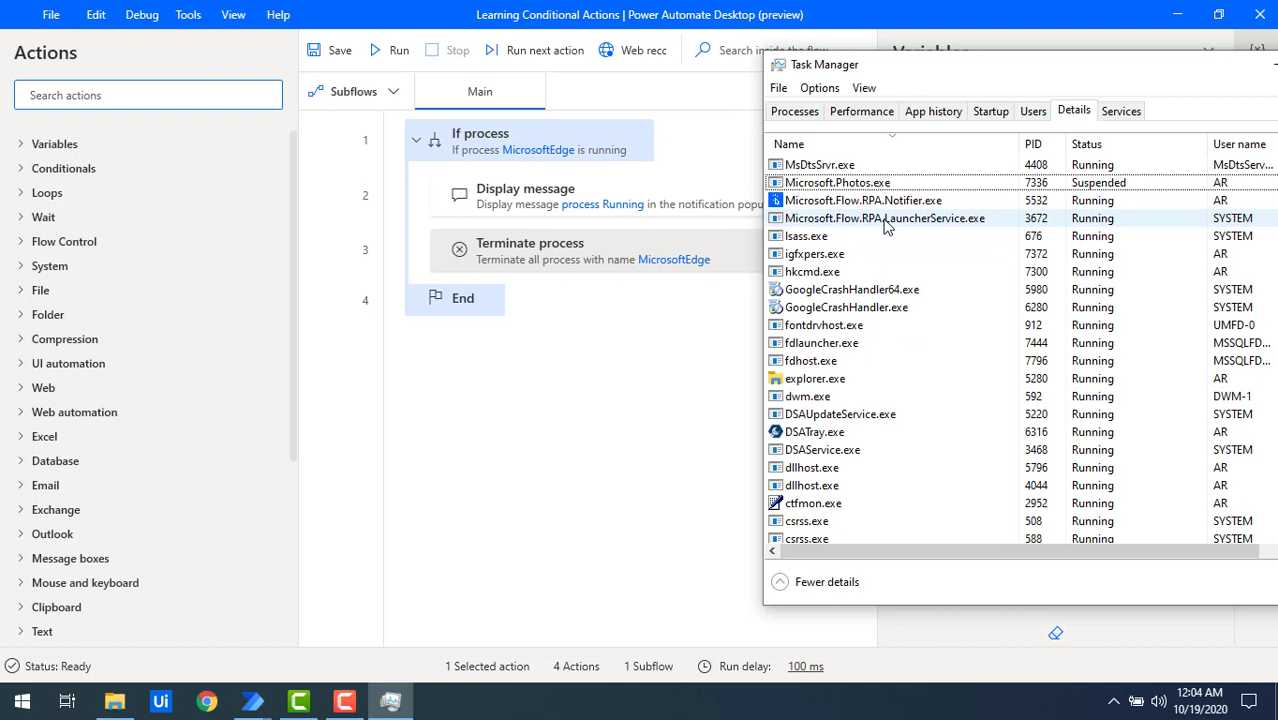 File Edit Debug Tools View Help
Learning Conditional Actions | Power Automate Desktop (preview)
Actions
Search actions
Variables
Conditionals
Loops
Wait
Flow Control
System
File
Folder
Compression
UI automation
Web
Web automation
Excel
Database
Email
Exchange
Outlook
Message boxes
Mouse and keyboard
Clipboard
Text
Save Run Stop Run next action Web recc Search inside the flow
Subflows Main
1 If process
If process MicrosoftEdge is running
2 Display message
Display message process Running in the notification popu
3 Terminate process
Terminate all process with name MicrosoftEdge
4 End
Variables {x}
Task Manager
File Options View
Processes Performance App history Startup Users Details Services
Name PID Status User name
MsDtsSrvr.exe 4408 Running MsDtsServ...
Microsoft.Photos.exe 7336 Suspended AR
Microsoft.Flow.RPA.Notifier.exe 5532 Running AR
Microsoft.Flow.RPA.LauncherService.exe 3672 Running SYSTEM
lsass.exe 676 Running SYSTEM
igfxpers.exe 7372 Running AR
hkcmd.exe 7300 Running AR
GoogleCrashHandler64.exe 5980 Running SYSTEM
GoogleCrashHandler.exe 6280 Running SYSTEM
fontdrvhost.exe 912 Running UMFD-0
fdlauncher.exe 7444 Running MSSQLFD...
fdhost.exe 7796 Running MSSQLFD...
explorer.exe 5280 Running AR
dwm.exe 592 Running DWM-1
DSAUpdateService.exe 5220 Running SYSTEM
DSATray.exe 6316 Running AR
DSAService.exe 3468 Running SYSTEM
dllhost.exe 5796 Running AR
dllhost.exe 4044 Running AR
ctfmon.exe 2952 Running AR
csrss.exe 508 Running SYSTEM
csrss.exe 588 Running SYSTEM
Fewer details
Status: Ready 1 Selected action 4 Actions 1 Subflow Run delay: 100 ms
Ui
12:04 AM
10/19/2020